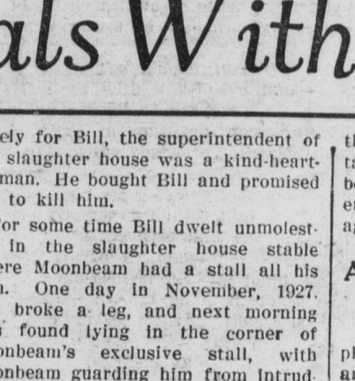 als With
ely for Bill, the superintendent of
slaughter house was a kind-heart-
man. He bought Bill and promised
to kill him.
or some time Bill dwelt unmolest-
in the slaughter house stable
ere Moonbeam had a stall all his
n. One day in November, 1927.
broke a leg, and next morning
s found lying in the corner of
onbeam's exclusive stall, with
onbeam guarding him from intrud-